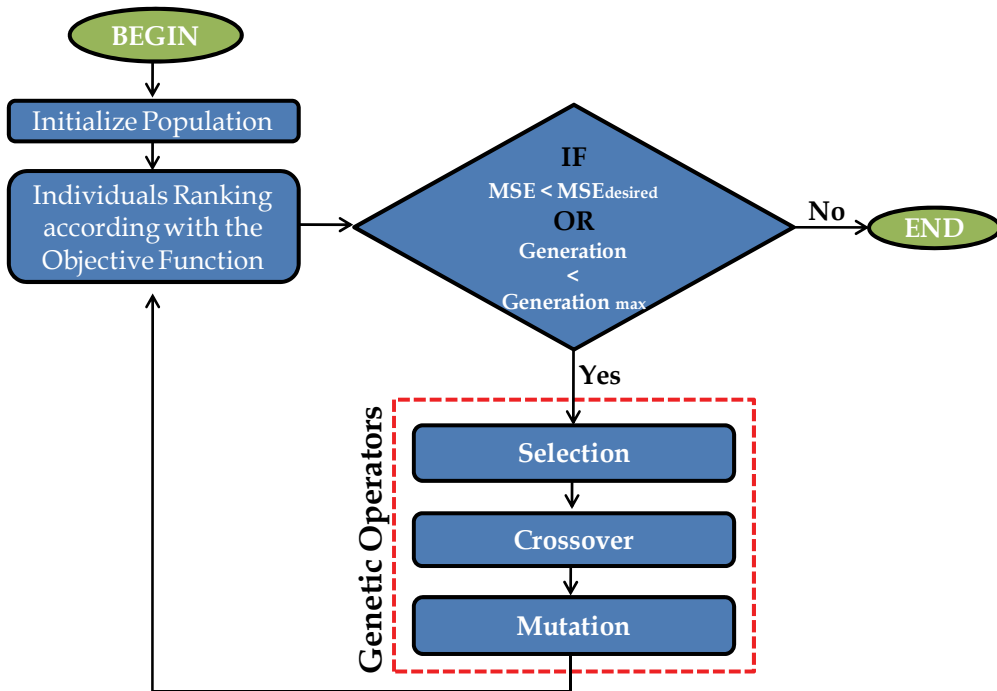 BEGIN
Initialize Population
Individuals Ranking
according with the
Objective Function
IF
MSE < MSEdesired
OR
Generation
<
Generation max
No
END
Yes
Genetic Operators
Selection
Crossover
Mutation